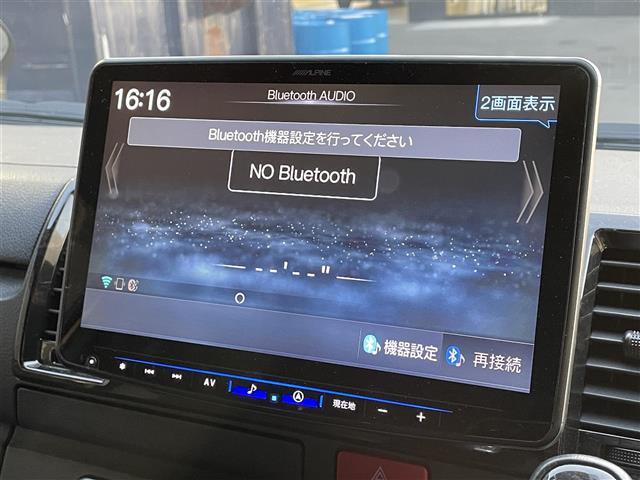 ALPINE
16:16
Bluetooth AUDIO
2画面表示
Bluetooth機器設定を行ってください
NO Bluetooth
--'--"
機器設定
再接続
AV
現在地